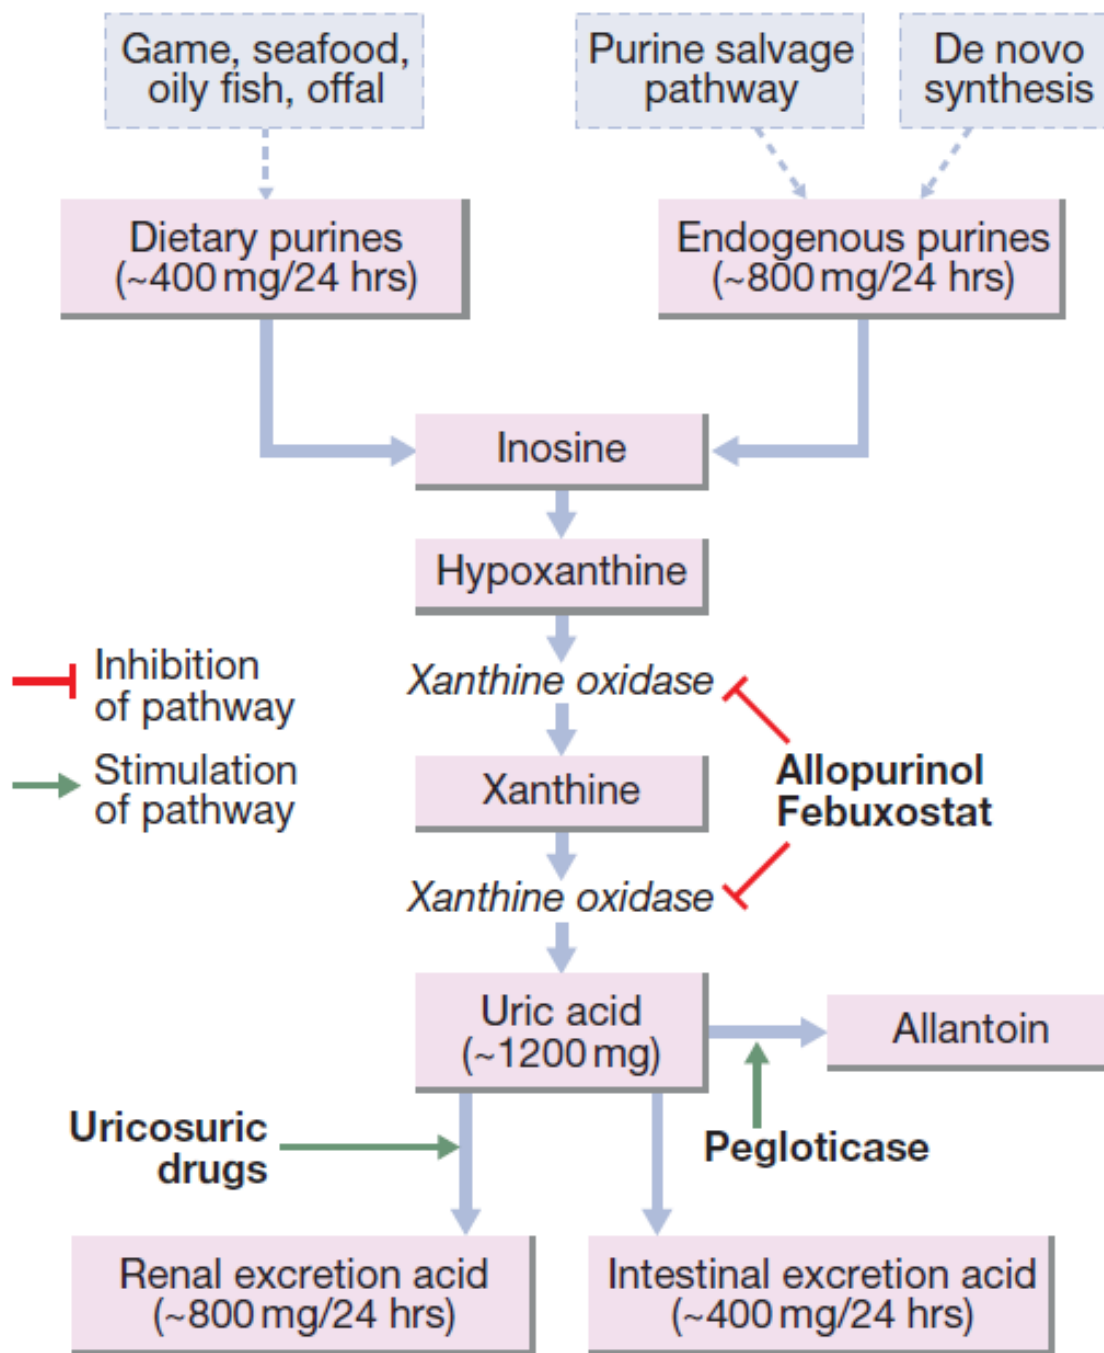 Game, seafood,
oily fish, offal
Purine salvage
pathway
De novo
synthesis
Dietary purines
(~400 mg/24 hrs)
Endogenous purines
(~800 mg/24 hrs)
Inosine
Hypoxanthine
Inhibition
of pathway
Xanthine oxidase
Stimulation
of pathway
Xanthine
Allopurinol
Febuxostat
Xanthine oxidase
Uric acid
(~1200 mg)
Allantoin
Uricosuric
drugs
Pegloticase
Renal excretion acid
(~800 mg/24 hrs)
Intestinal excretion acid
(~400 mg/24 hrs)